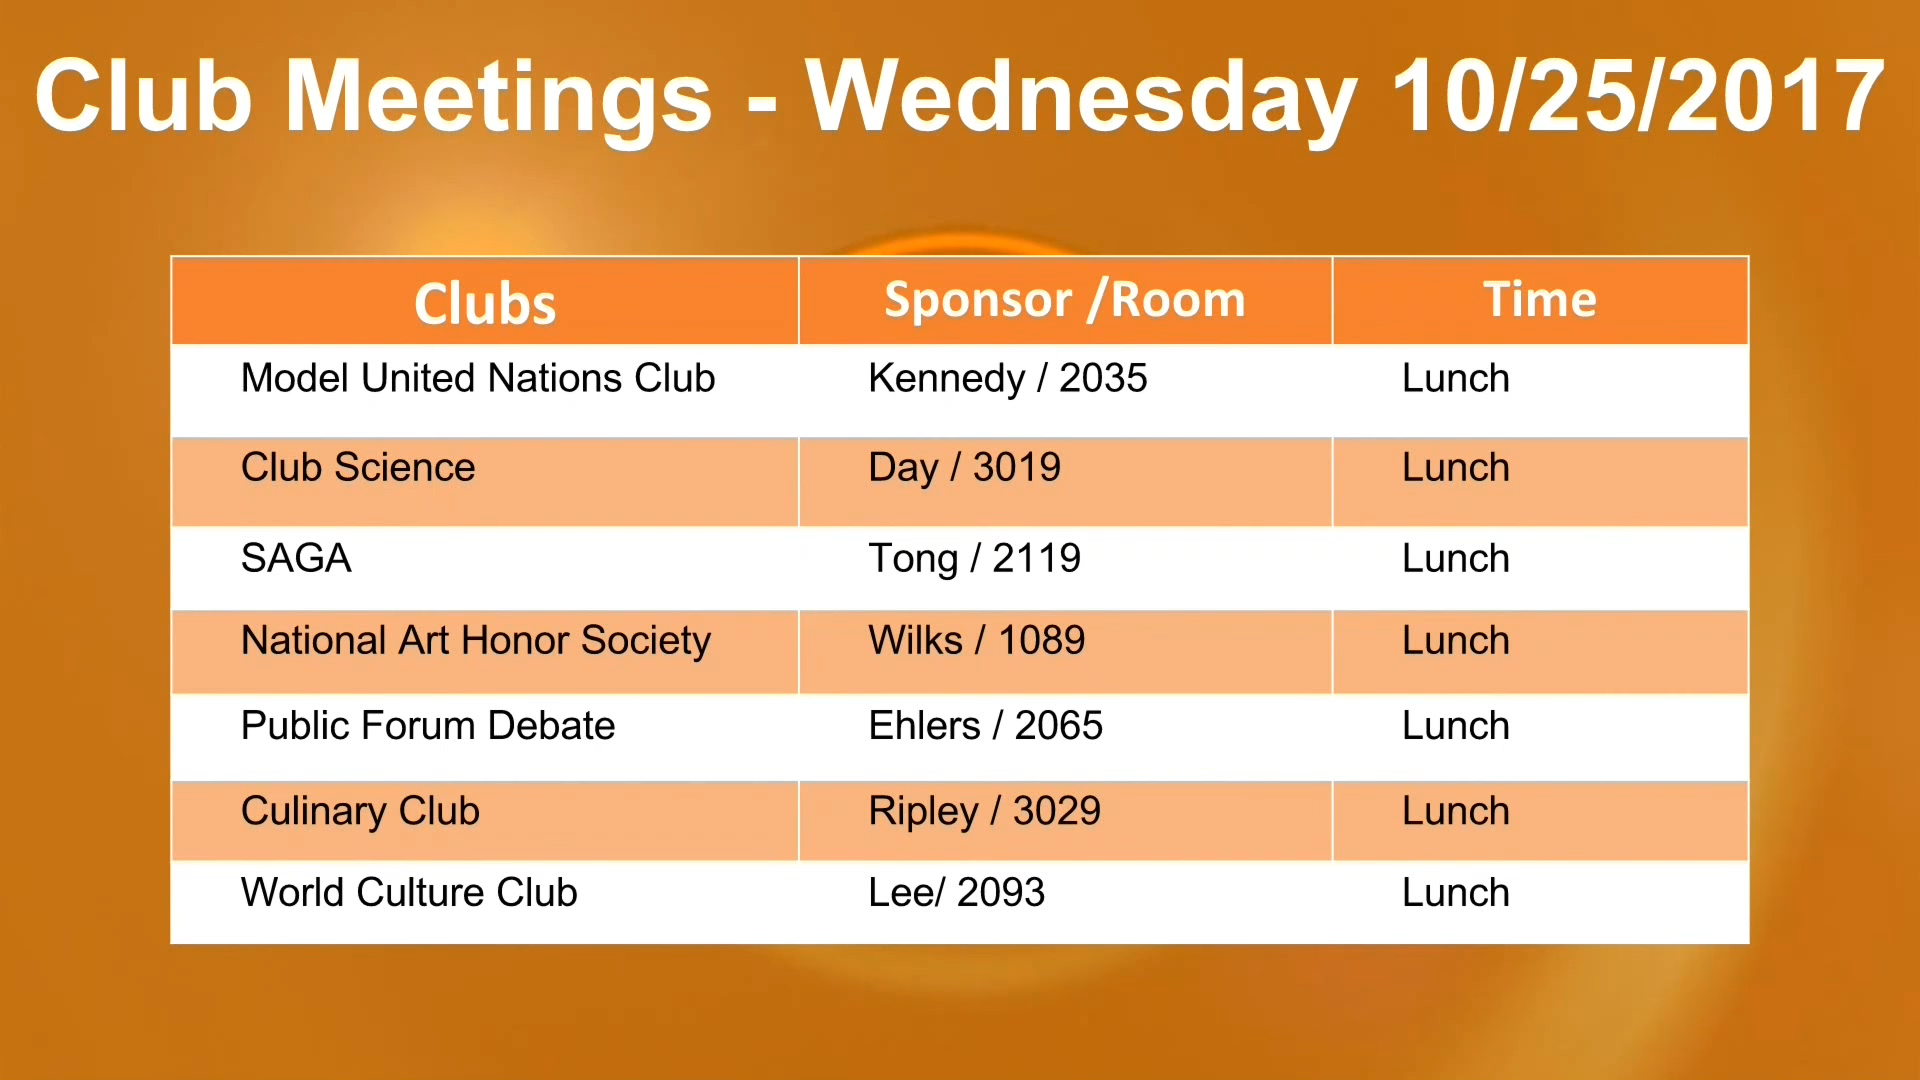 Club Meetings - Wednesday 10/25/2017
Clubs Sponsor /Room Time
Model United Nations Club Kennedy / 2035 Lunch
Club Science Day / 3019 Lunch
SAGA Tong / 2119 Lunch
National Art Honor Society Wilks / 1089 Lunch
Public Forum Debate Ehlers / 2065 Lunch
Culinary Club Ripley / 3029 Lunch
World Culture Club Lee/ 2093 Lunch